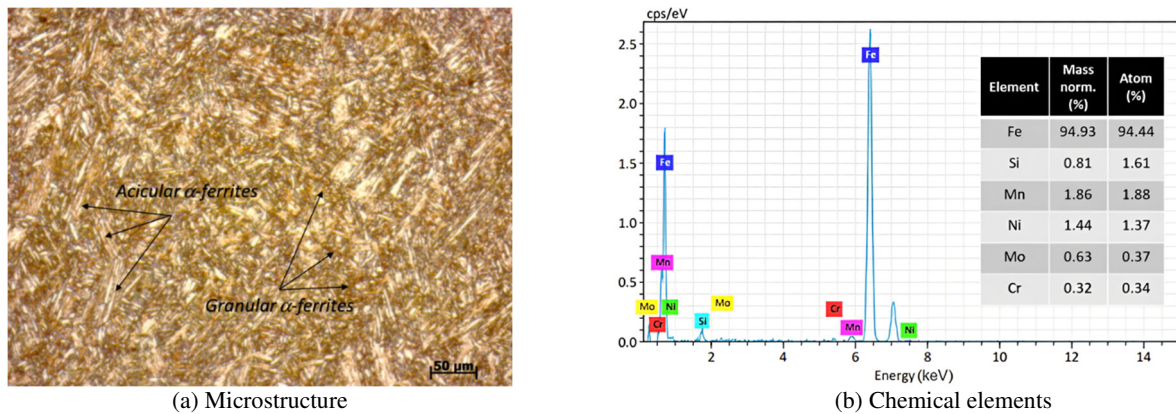 Acicular α-ferrites
Granular α-ferrites
50 µm
(a) Microstructure
cps/eV
2.5
2.0
1.5
1.0
0.5
0.0
Fe
Mn
Mo
Ni
Cr
Si
Mo
Fe
Cr
Mn
Ni
2 4 6 8 10 12 14
Energy (keV)
Element Mass norm. (%) Atom (%)
Fe 94.93 94.44
Si 0.81 1.61
Mn 1.86 1.88
Ni 1.44 1.37
Mo 0.63 0.37
Cr 0.32 0.34
(b) Chemical elements